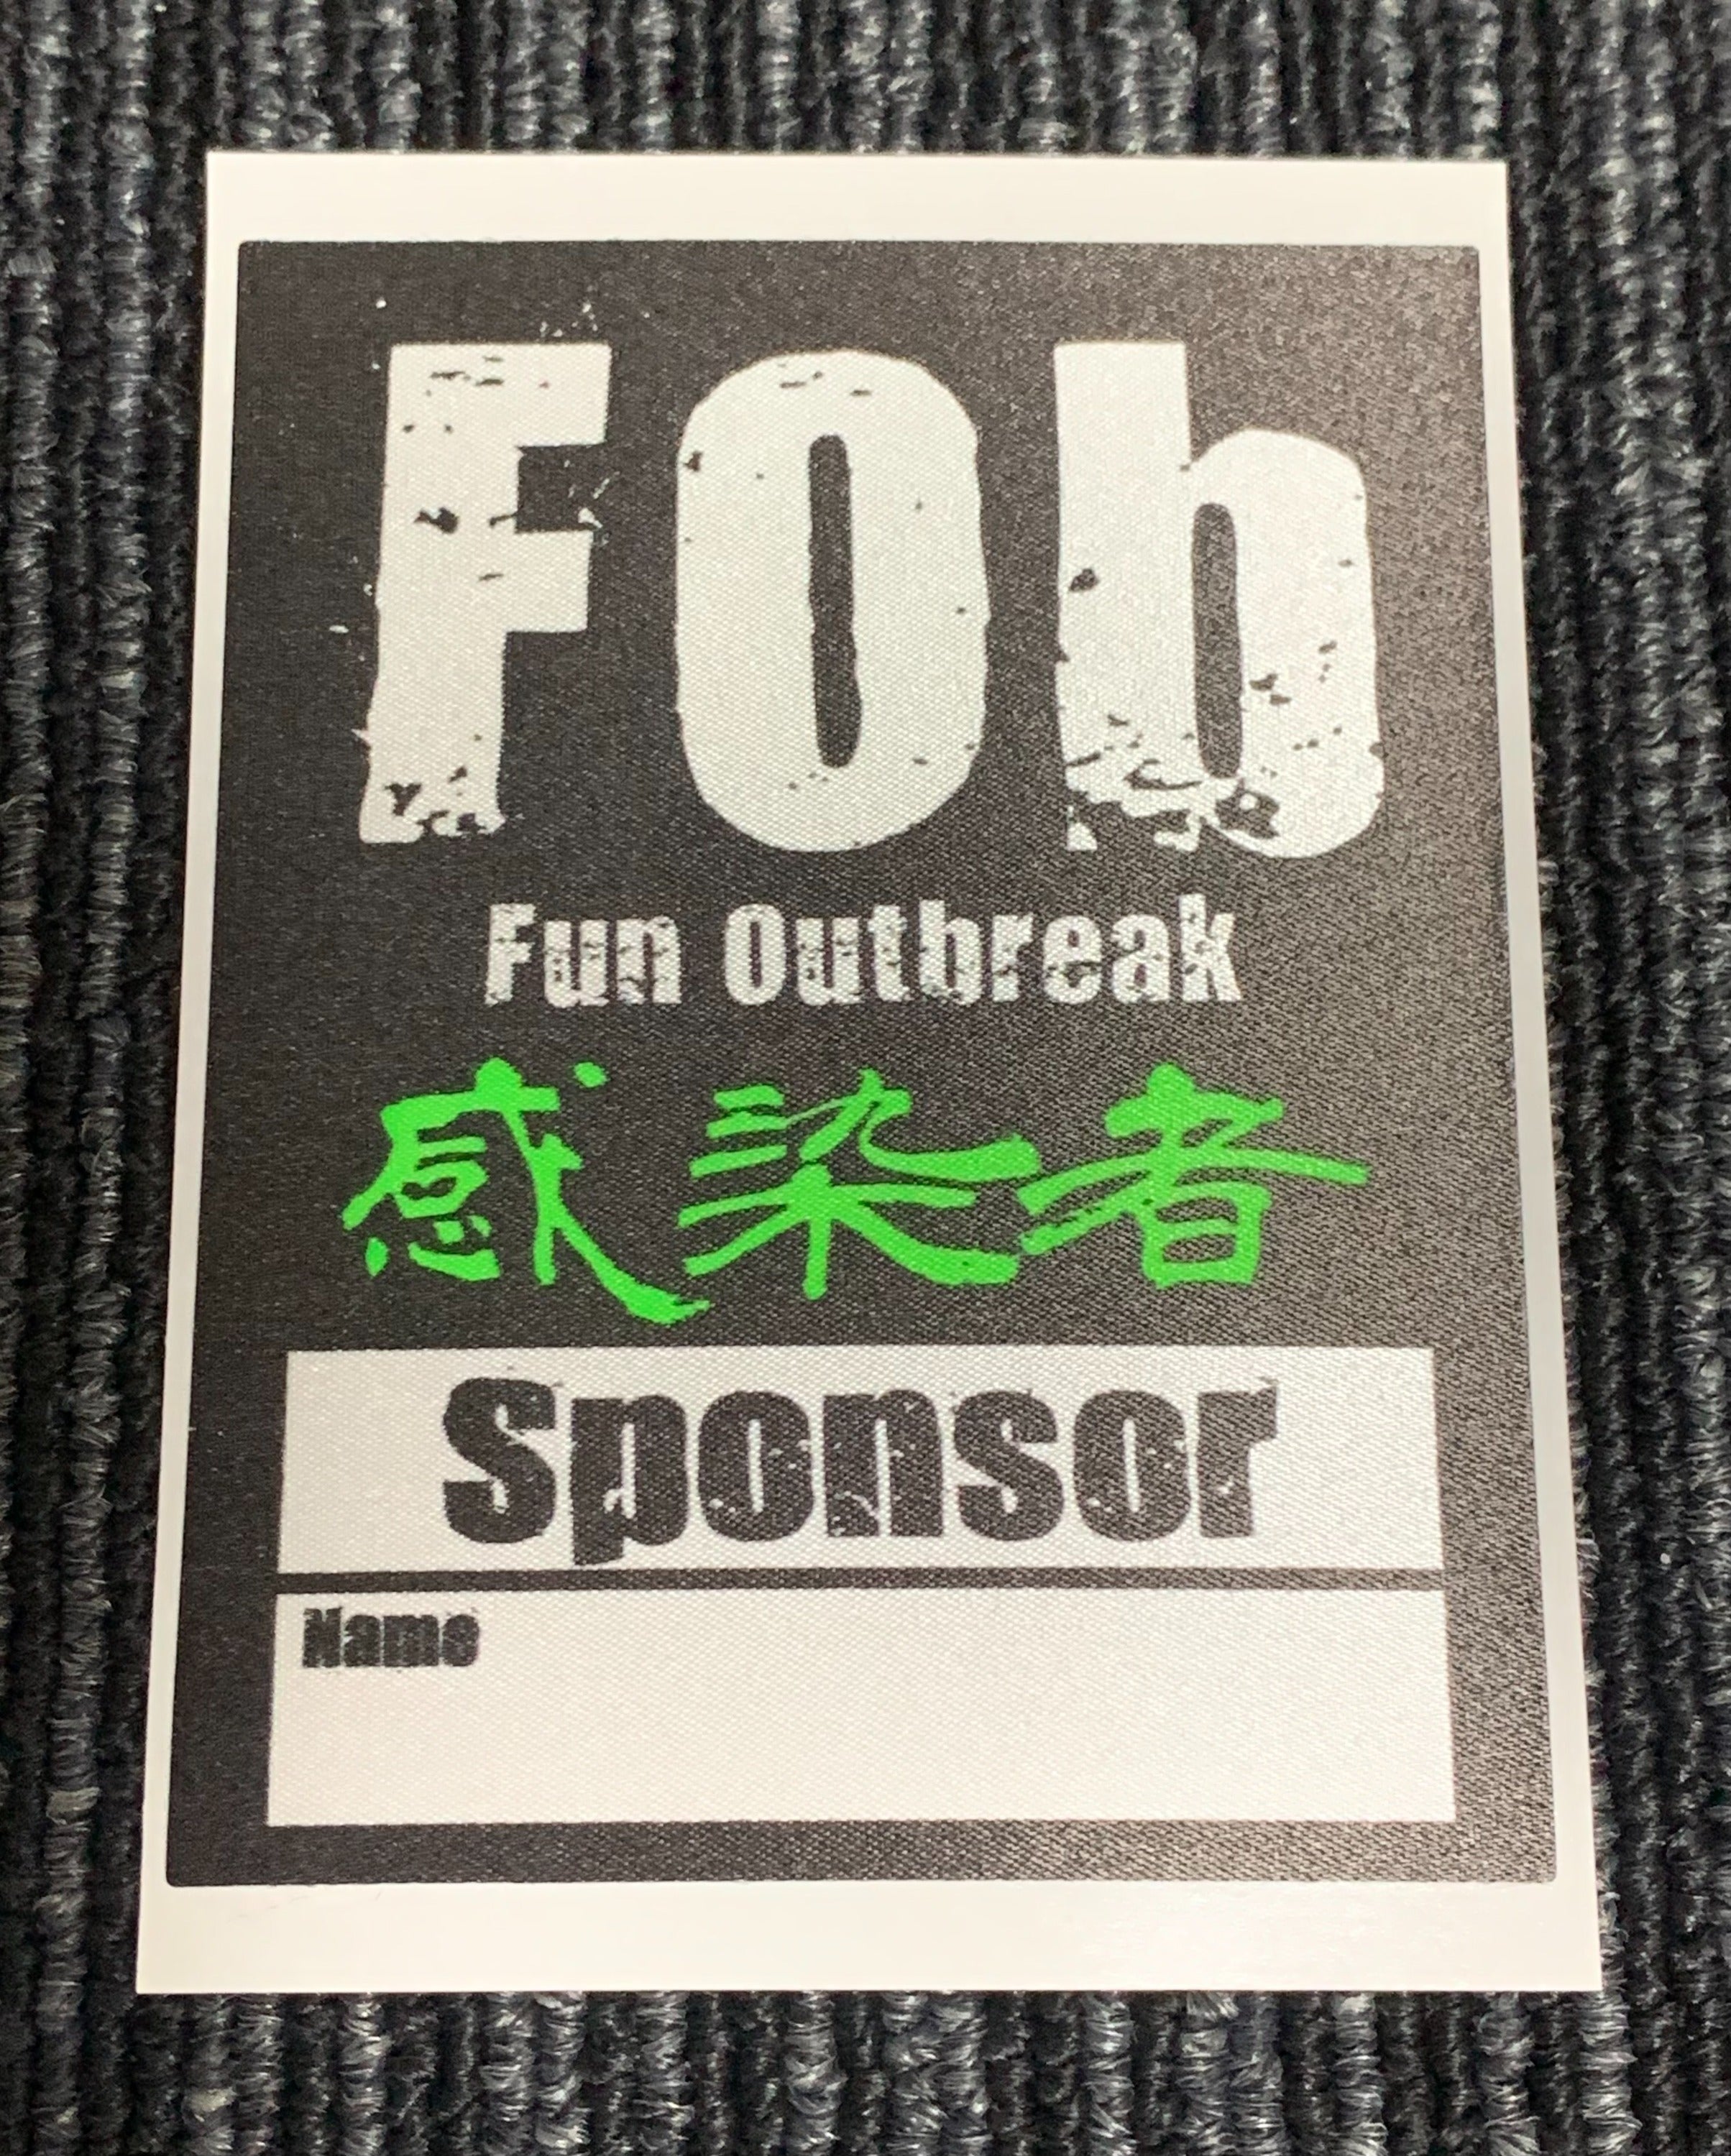 FOb
Fun Outbreak
感染者
Sponsor
Name